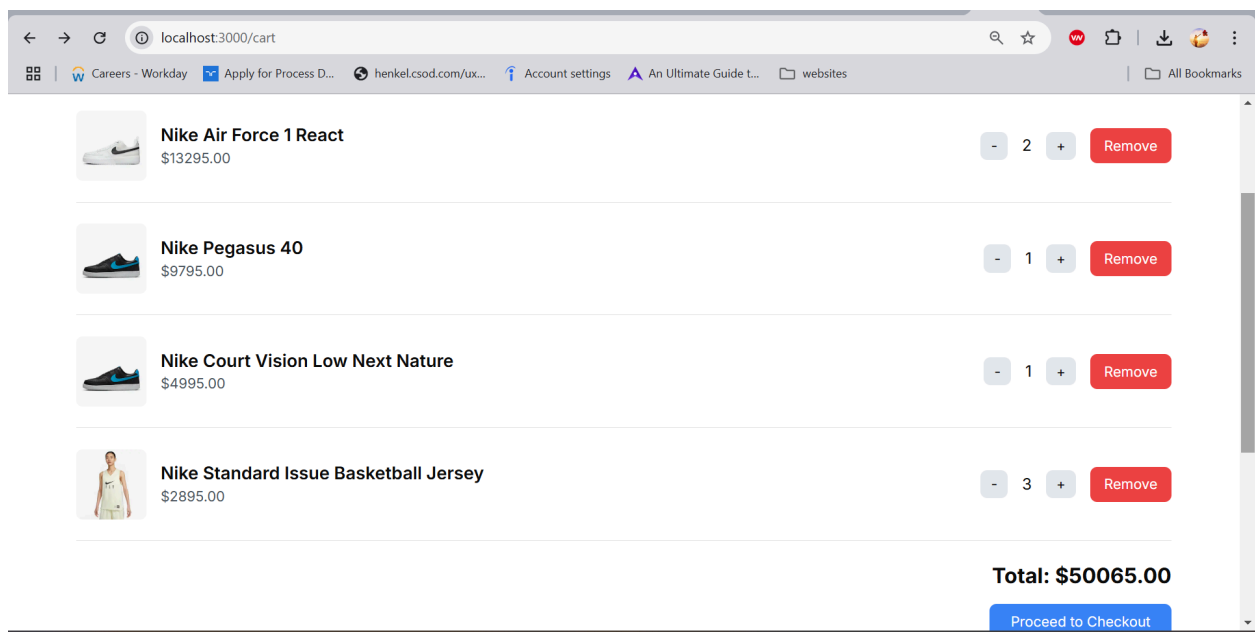 localhost:3000/cart
Careers - Workday Apply for Process D... henkel.csod.com/ux... Account settings An Ultimate Guide t... websites All Bookmarks
Nike Air Force 1 React
$13295.00
- 2 + Remove
Nike Pegasus 40
$9795.00
- 1 + Remove
Nike Court Vision Low Next Nature
$4995.00
- 1 + Remove
Nike Standard Issue Basketball Jersey
$2895.00
- 3 + Remove
Total: $50065.00
Proceed to Checkout